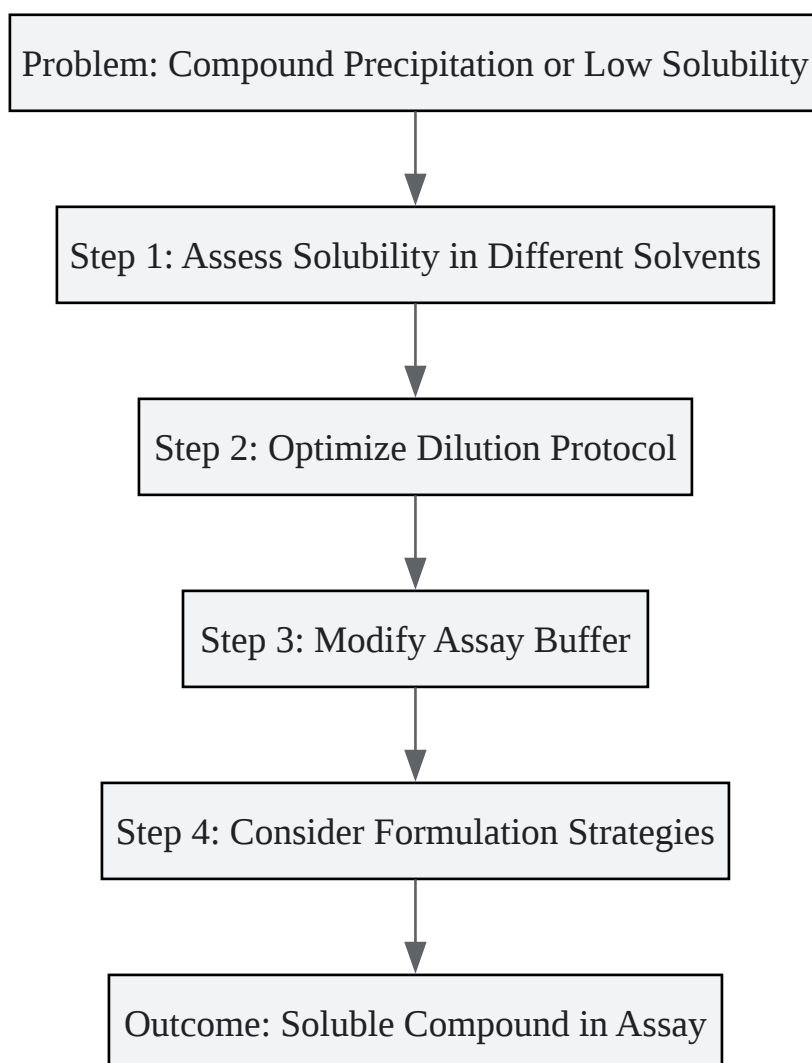 Problem: Compound Precipitation or Low Solubility
Step 1: Assess Solubility in Different Solvents
Step 2: Optimize Dilution Protocol
Step 3: Modify Assay Buffer
Step 4: Consider Formulation Strategies
Outcome: Soluble Compound in Assay